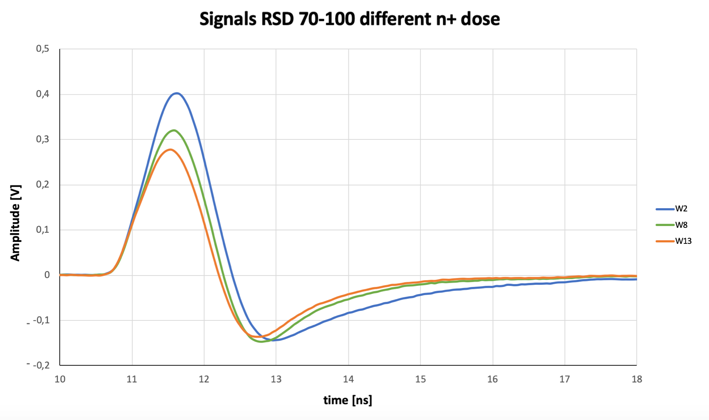 Signals RSD 70-100 different n+ dose
0,5
0,4
0,3
0,2
0,1
0
- 0,1
- 0,2
Amplitude [V]
10 11 12 13 14 15 16 17 18
time [ns]
W2
W8
W13